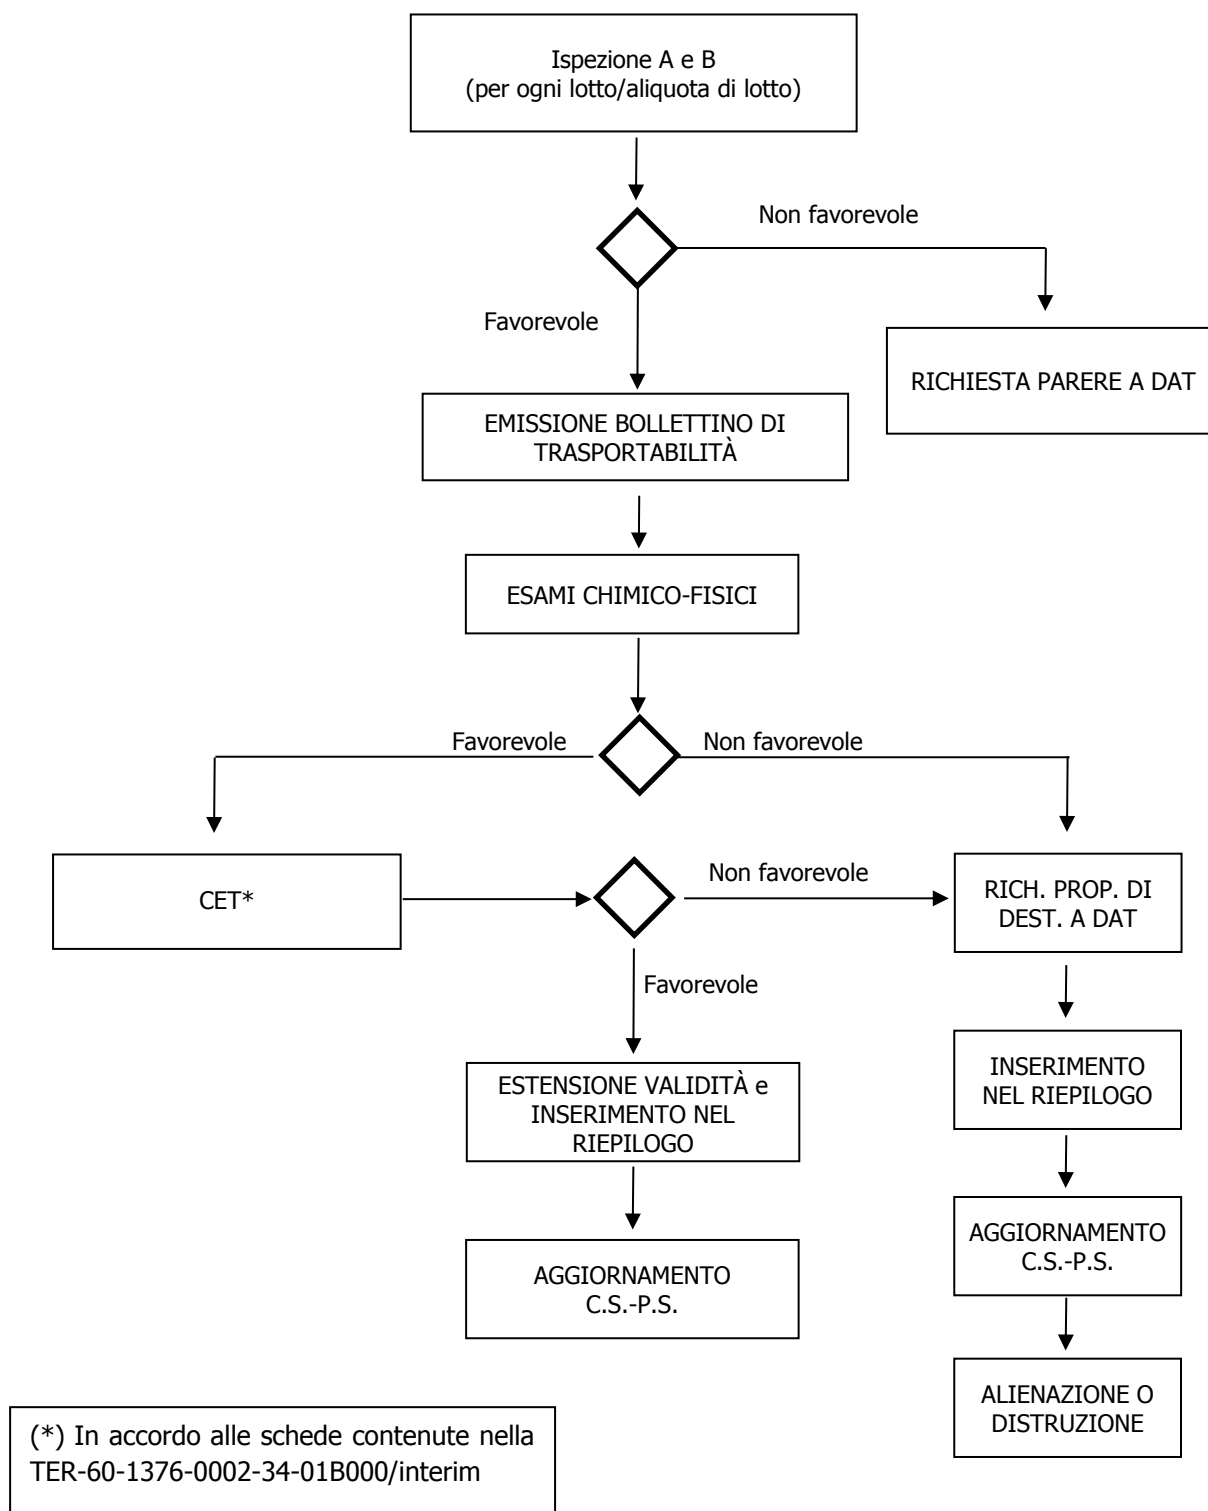 Ispezione A e B
(per ogni lotto/aliquota di lotto)
Non favorevole
Favorevole
RICHIESTA PARERE A DAT
EMISSIONE BOLLETTINO DI
TRASPORTABILITÀ
ESAMI CHIMICO-FISICI
Favorevole
Non favorevole
CET*
Non favorevole
RICH. PROP. DI
DEST. A DAT
Favorevole
ESTENSIONE VALIDITÀ e
INSERIMENTO NEL
RIEPILOGO
INSERIMENTO
NEL RIEPILOGO
AGGIORNAMENTO
C.S.-P.S.
AGGIORNAMENTO
C.S.-P.S.
ALIENAZIONE O
DISTRUZIONE
(*) In accordo alle schede contenute nella
TER-60-1376-0002-34-01B000/interim